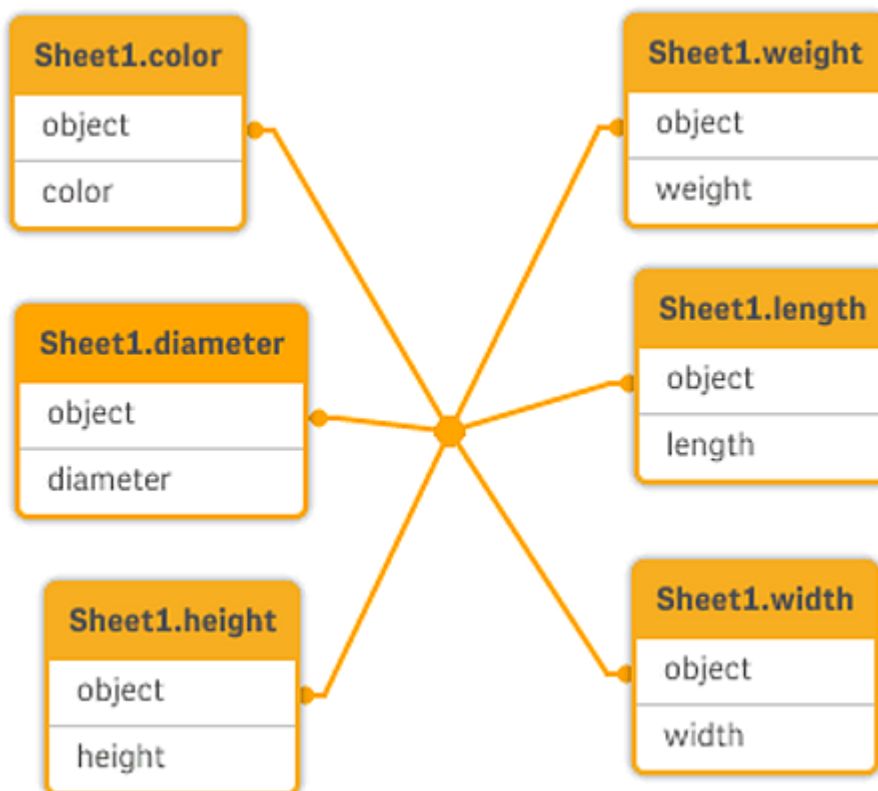 Sheet1.color
object
color
Sheet1.diameter
object
diameter
Sheet1.height
object
height
Sheet1.weight
object
weight
Sheet1.length
object
length
Sheet1.width
object
width